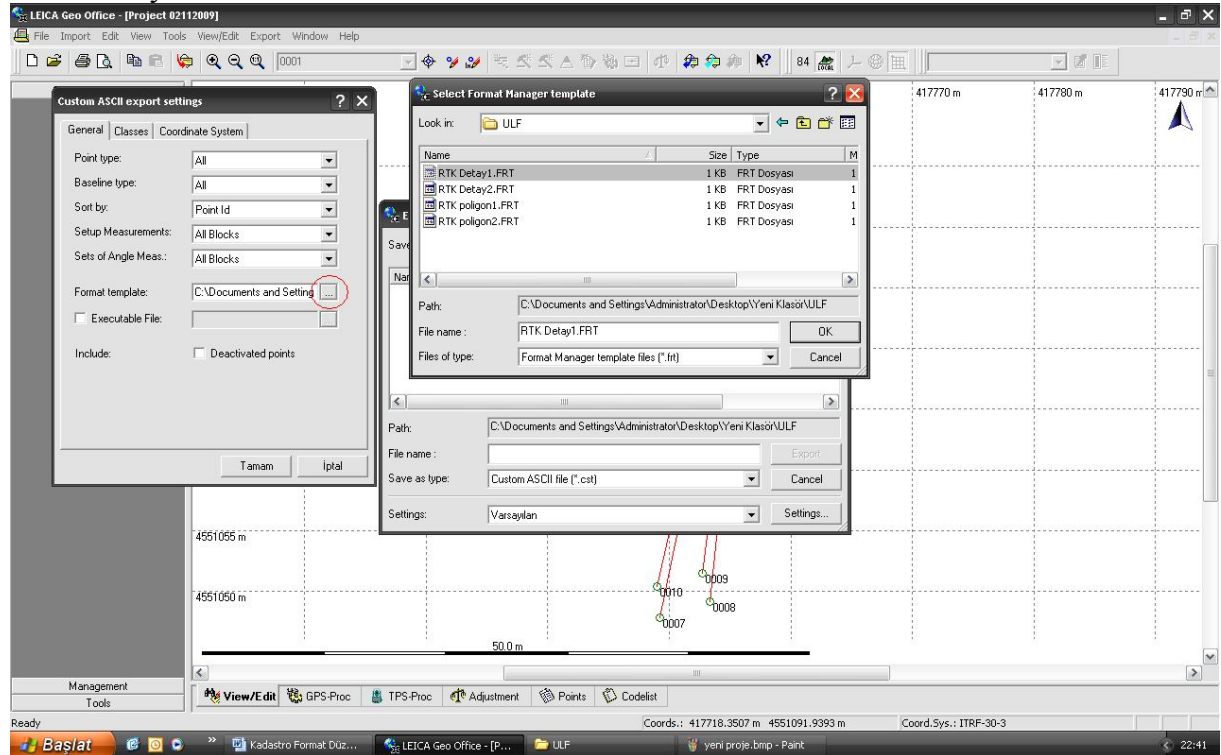 LEICA Geo Office - [Project 02112009]
File Import Edit View Tools View/Edit Export Window Help
0001
84
LOCAL
417770 m 417780 m 417790 m
Custom ASCII export settings
General Classes Coordinate System
Point type: All
Baseline type: All
Sort by: Point Id
Setup Measurements: All Blocks
Sets of Angle Meas.: All Blocks
Format template: C:\Documents and Setting ...
Executable File:
Include: Deactivated points
Tamam İptal
Select Format Manager template
Look in: ULF
Name Size Type M
RTK Detay1.FRT 1 KB FRT Dosyası 1
RTK Detay2.FRT 1 KB FRT Dosyası 1
RTK poligon1.FRT 1 KB FRT Dosyası 1
RTK poligon2.FRT 1 KB FRT Dosyası 1
Path: C:\Documents and Settings\Administrator\Desktop\Yeni Klasör\ULF
File name : RTK Detay1.FRT OK
Files of type: Format Manager template files (*.frt) Cancel
E
Save
Nar
Path: C:\Documents and Settings\Administrator\Desktop\Yeni Klasör\ULF
File name : Export
Save as type: Custom ASCII file (*.cst) Cancel
Settings: Varsayılan Settings...
4551055 m
4551050 m
0009
0010
0008
0007
50.0 m
Management
Tools
View/Edit GPS-Proc TPS-Proc Adjustment Points Codelist
Ready Coords.: 417718.3507 m 4551091.9393 m Coord.Sys.: ITRF-30-3
Başlat » Kadastro Format Düz... LEICA Geo Office - [P... ULF yeni proje.bmp - Paint 22:41